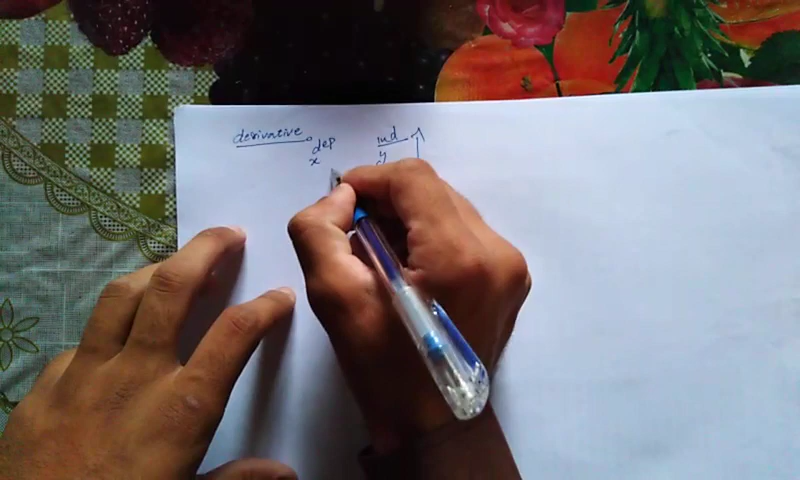 derivative
dep ind
x y